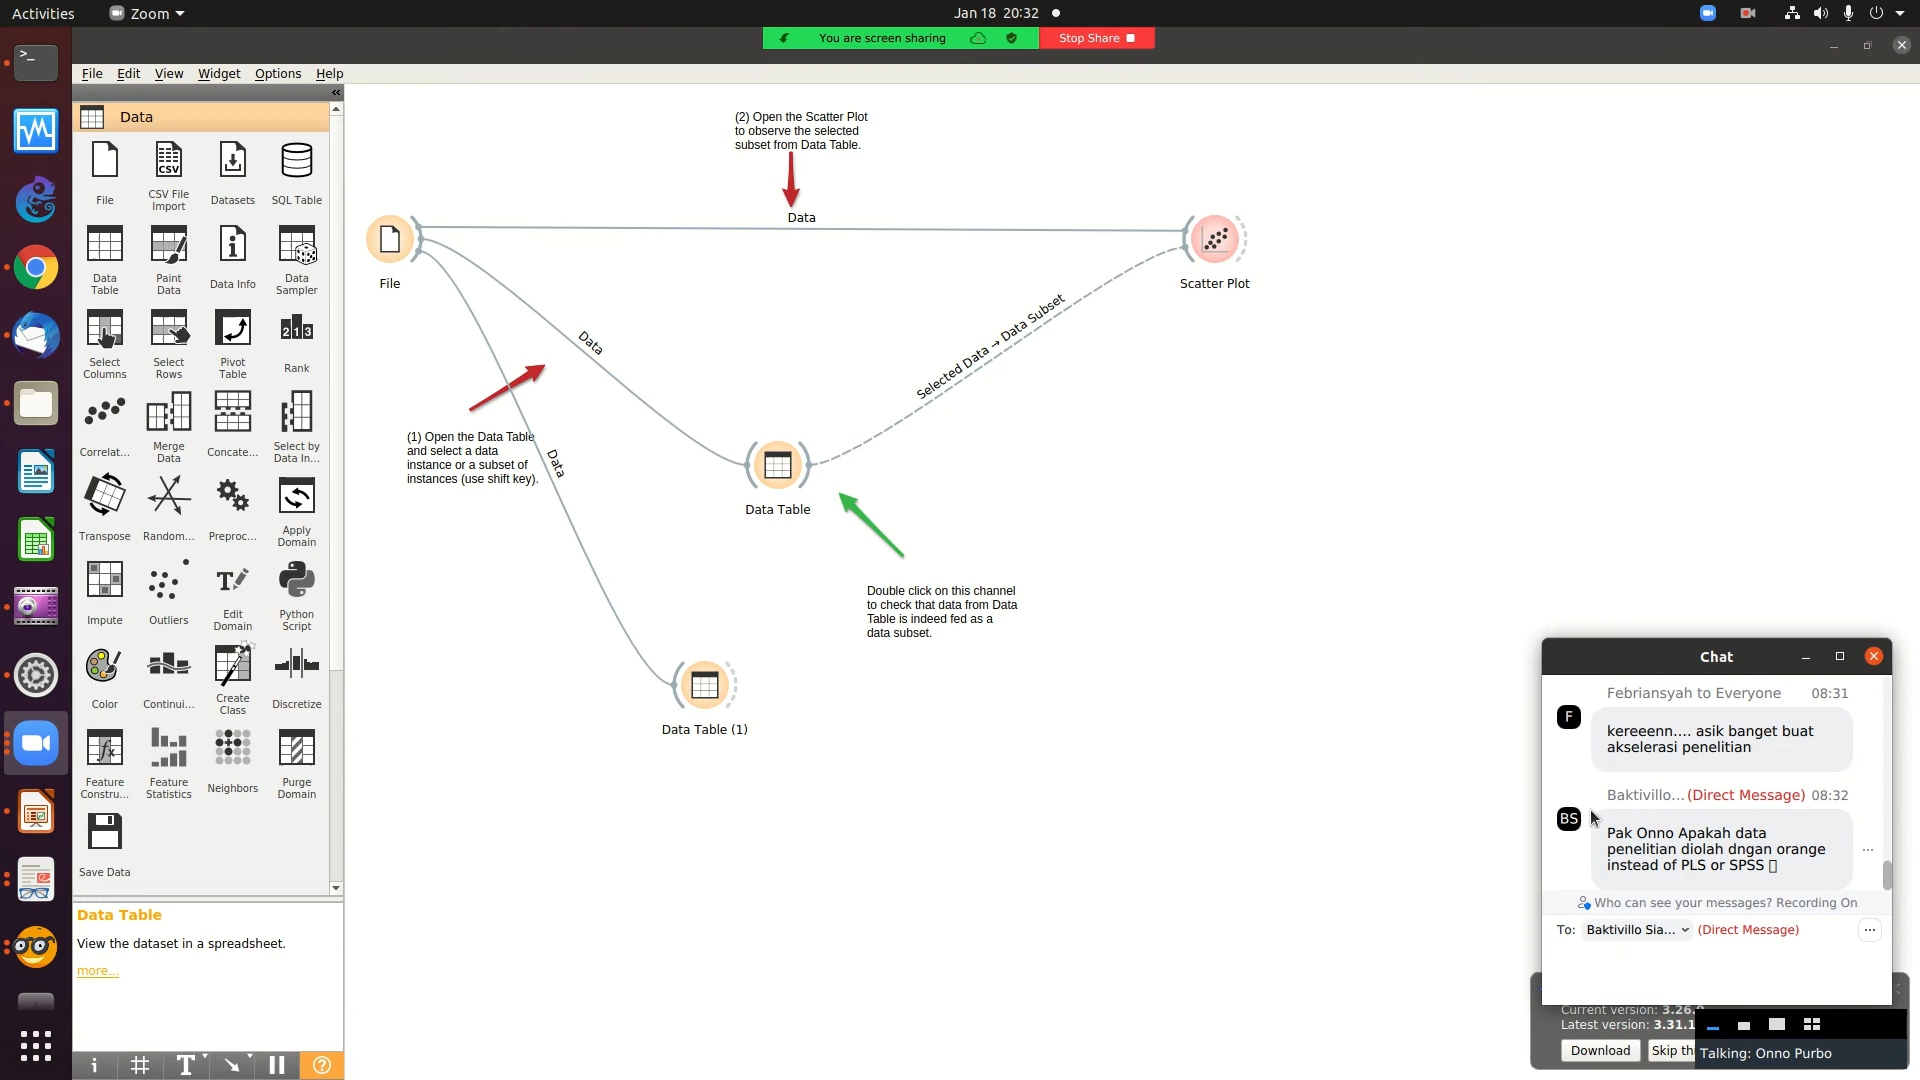 Activities
Zoom
Jan 18 20:32
You are screen sharing
Stop Share
File Edit View Widget Options Help
Data
File
CSV File Import
Datasets
SQL Table
Data Table
Paint Data
Data Info
Data Sampler
Select Columns
Select Rows
Pivot Table
Rank
Correlat...
Merge Data
Concate...
Select by Data In...
Transpose
Random...
Preproc...
Apply Domain
Impute
Outliers
Edit Domain
Python Script
Color
Continui...
Create Class
Discretize
Feature Constru...
Feature Statistics
Neighbors
Purge Domain
Save Data
Data Table
View the dataset in a spreadsheet.
more...
(2) Open the Scatter Plot
to observe the selected
subset from Data Table.
Data
File
Scatter Plot
Data
Selected Data → Data Subset
(1) Open the Data Table
and select a data
instance or a subset of
instances (use shift key).
Data
Data Table
Double click on this channel
to check that data from Data
Table is indeed fed as a
data subset.
Data Table (1)
Chat
Febriansyah to Everyone 08:31
F
kereeenn.... asik banget buat
akselerasi penelitian
Baktivillo... (Direct Message) 08:32
BS
Pak Onno Apakah data
penelitian diolah dngan orange
instead of PLS or SPSS
Who can see your messages? Recording On
To: Baktivillo Sia... (Direct Message)
Current version: 3.26.
Latest version: 3.31.1
Download
Skip th
Talking: Onno Purbo